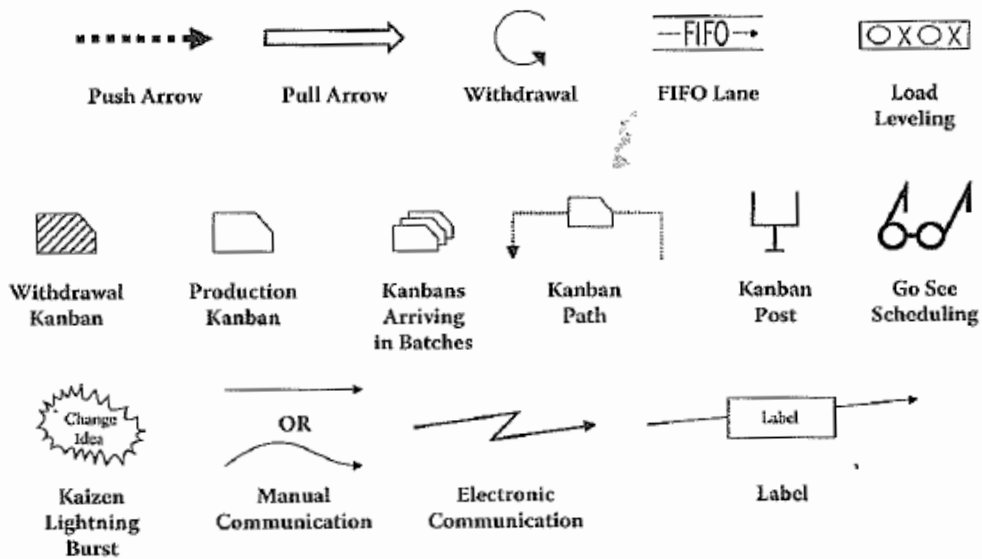 FIFO
OXOX
Push Arrow
Pull Arrow
Withdrawal
FIFO Lane
Load
Leveling
Withdrawal
Kanban
Production
Kanban
Kanbans
Arriving
in Batches
Kanban
Path
Kanban
Post
Go See
Scheduling
Change
Idea
OR
Label
Kaizen
Lightning
Burst
Manual
Communication
Electronic
Communication
Label